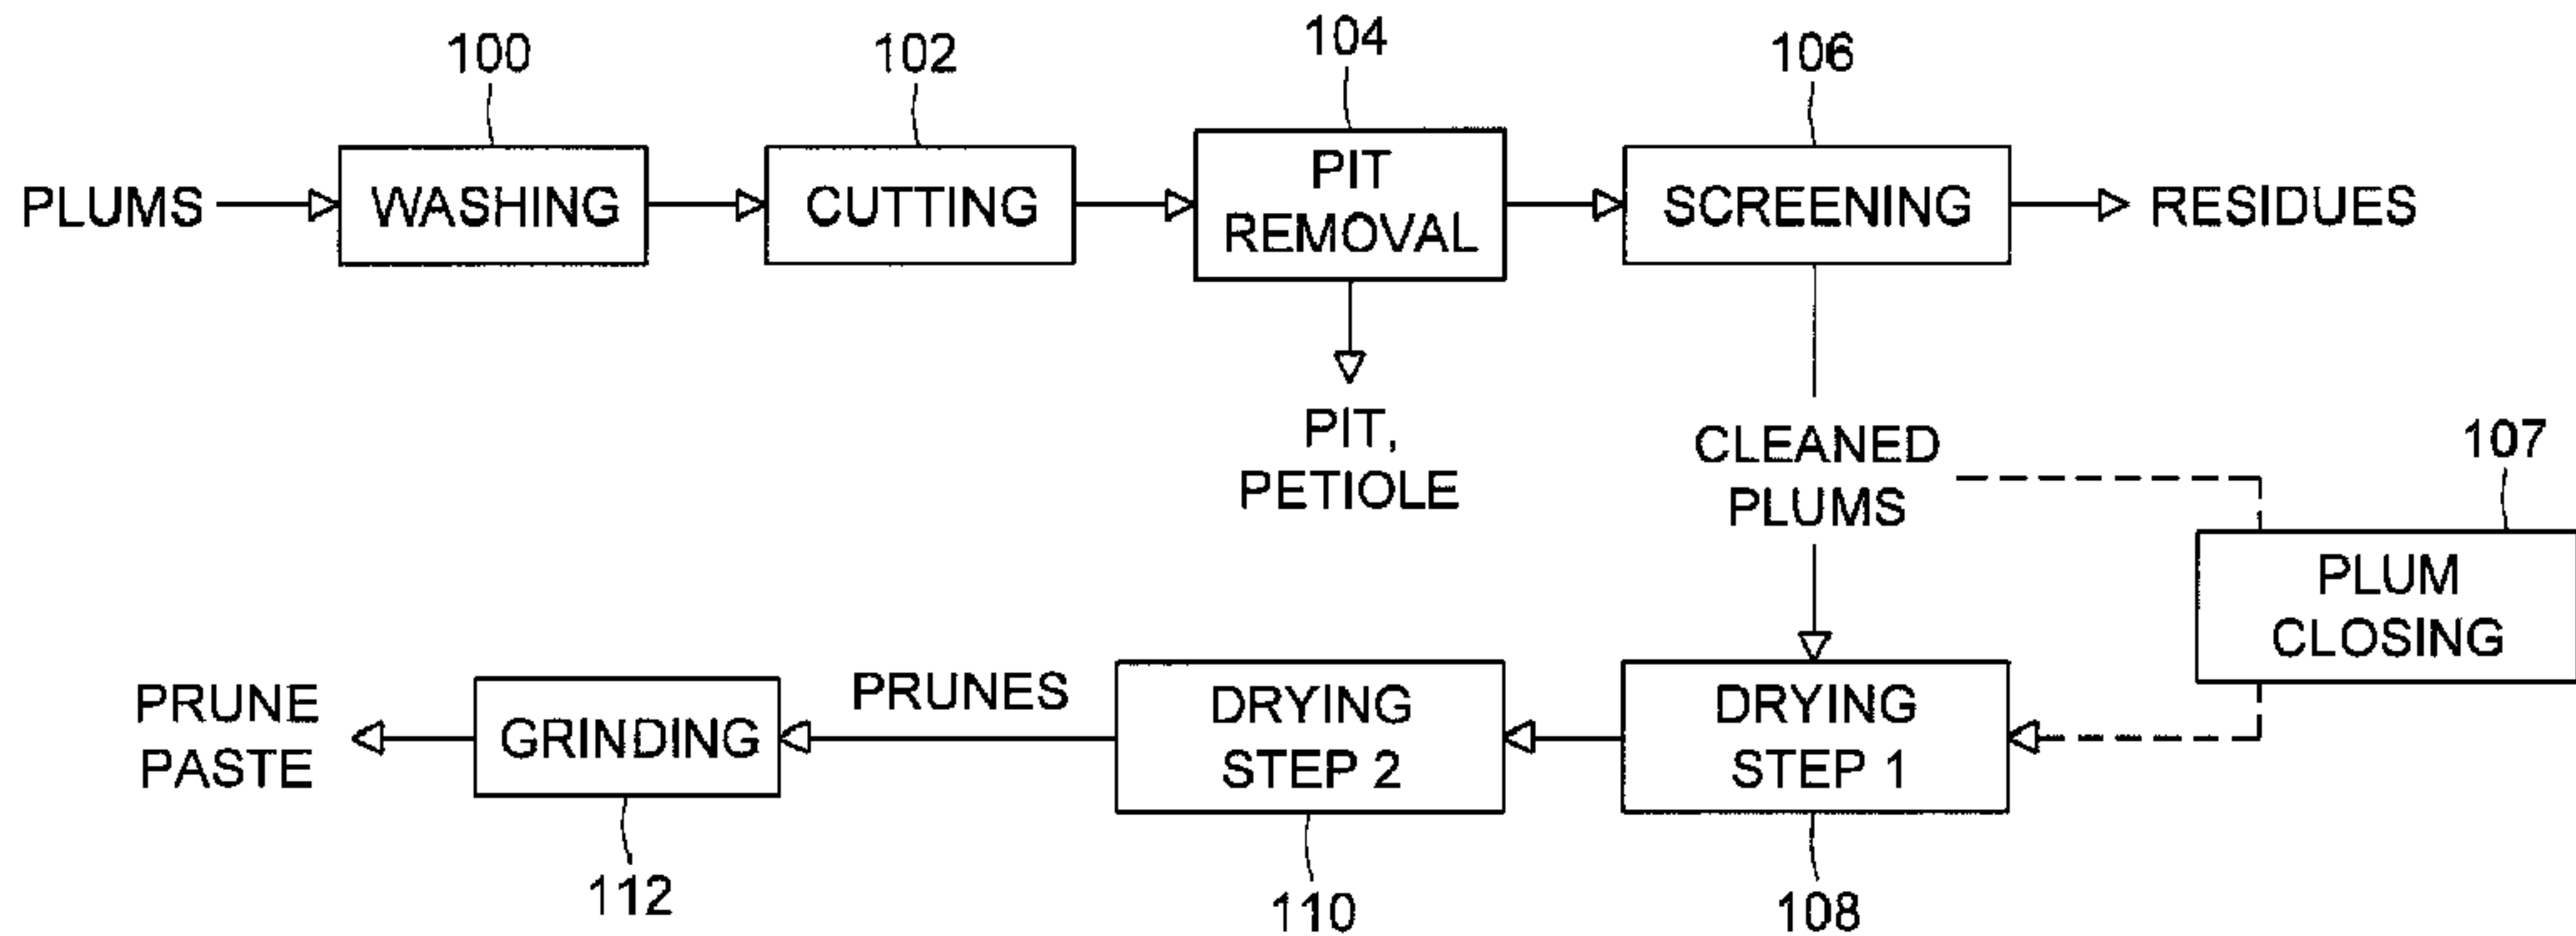 100
102
104
106
PLUMS
WASHING
CUTTING
PIT
REMOVAL
SCREENING
RESIDUES
PIT,
PETIOLE
CLEANED
PLUMS
107
PLUM
CLOSING
PRUNE
PASTE
GRINDING
PRUNES
DRYING
STEP 2
DRYING
STEP 1
112
110
108